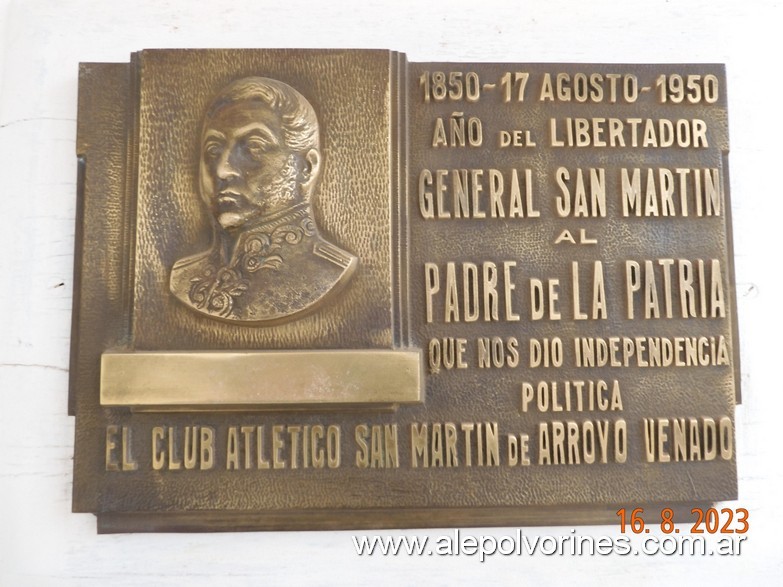 1850-17 AGOSTO-1950
AÑO DEL LIBERTADOR
GENERAL SAN MARTIN
AL
PADRE DE LA PATRIA
QUE NOS DIO INDEPENDENCIA
POLITICA
EL CLUB ATLETICO SAN MARTIN DE ARROYO VENADO
16. 8. 2023
www.alepolvorines.com.ar